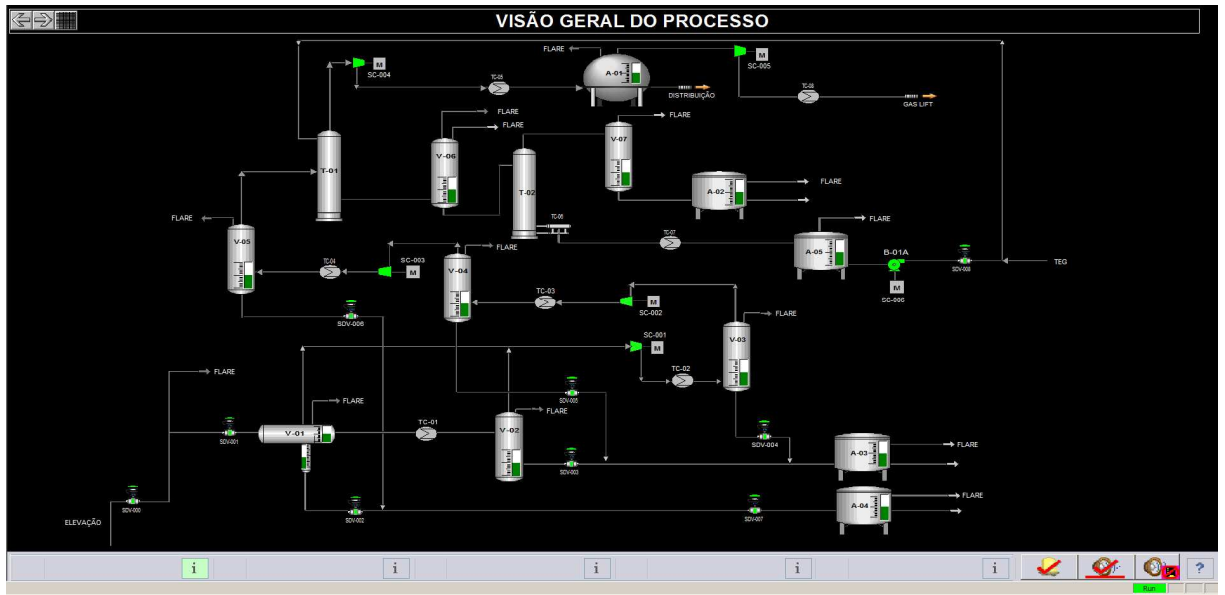 VISÃO GERAL DO PROCESSO
FLARE
M
SC-004
M
SC-005
TC-05
A-01
DISTRIBUIÇÃO
TC-08
GAS LIFT
FLARE
FLARE
FLARE
V-06
V-07
T-01
T-02
A-02
FLARE
FLARE
V-05
TC-06
TC-07
FLARE
A-05
B-01A
M
SC-006
SDV-008
TEG
FLARE
TC-04
SC-003
M
V-04
TC-03
M
SC-002
SDV-006
FLARE
V-03
SC-001
M
TC-02
FLARE
SDV-005
FLARE
SDV-001
V-01
TC-01
FLARE
V-02
SDV-004
SDV-003
A-03
FLARE
SDV-000
ELEVAÇÃO
SDV-002
SDV-007
A-04
FLARE
i
i
i
i
i
?
Run